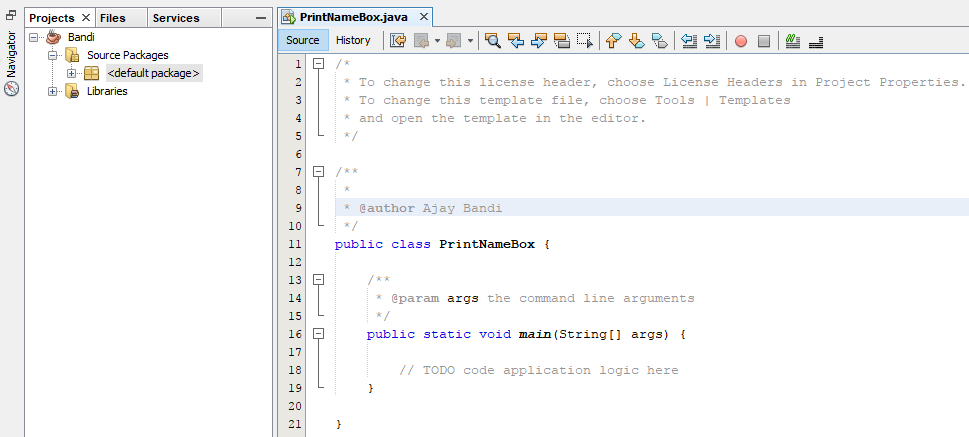 Projects
Files
Services
Navigator
Bandi
Source Packages
<default package>
Libraries
PrintNameBox.java
Source
History
1 /*
2 * To change this license header, choose License Headers in Project Properties.
3 * To change this template file, choose Tools | Templates
4 * and open the template in the editor.
5 */
6
7 /**
8 *
9 * @author Ajay Bandi
10 */
11 public class PrintNameBox {
12
13 /**
14 * @param args the command line arguments
15 */
16 public static void main(String[] args) {
17
18 // TODO code application logic here
19 }
20
21 }